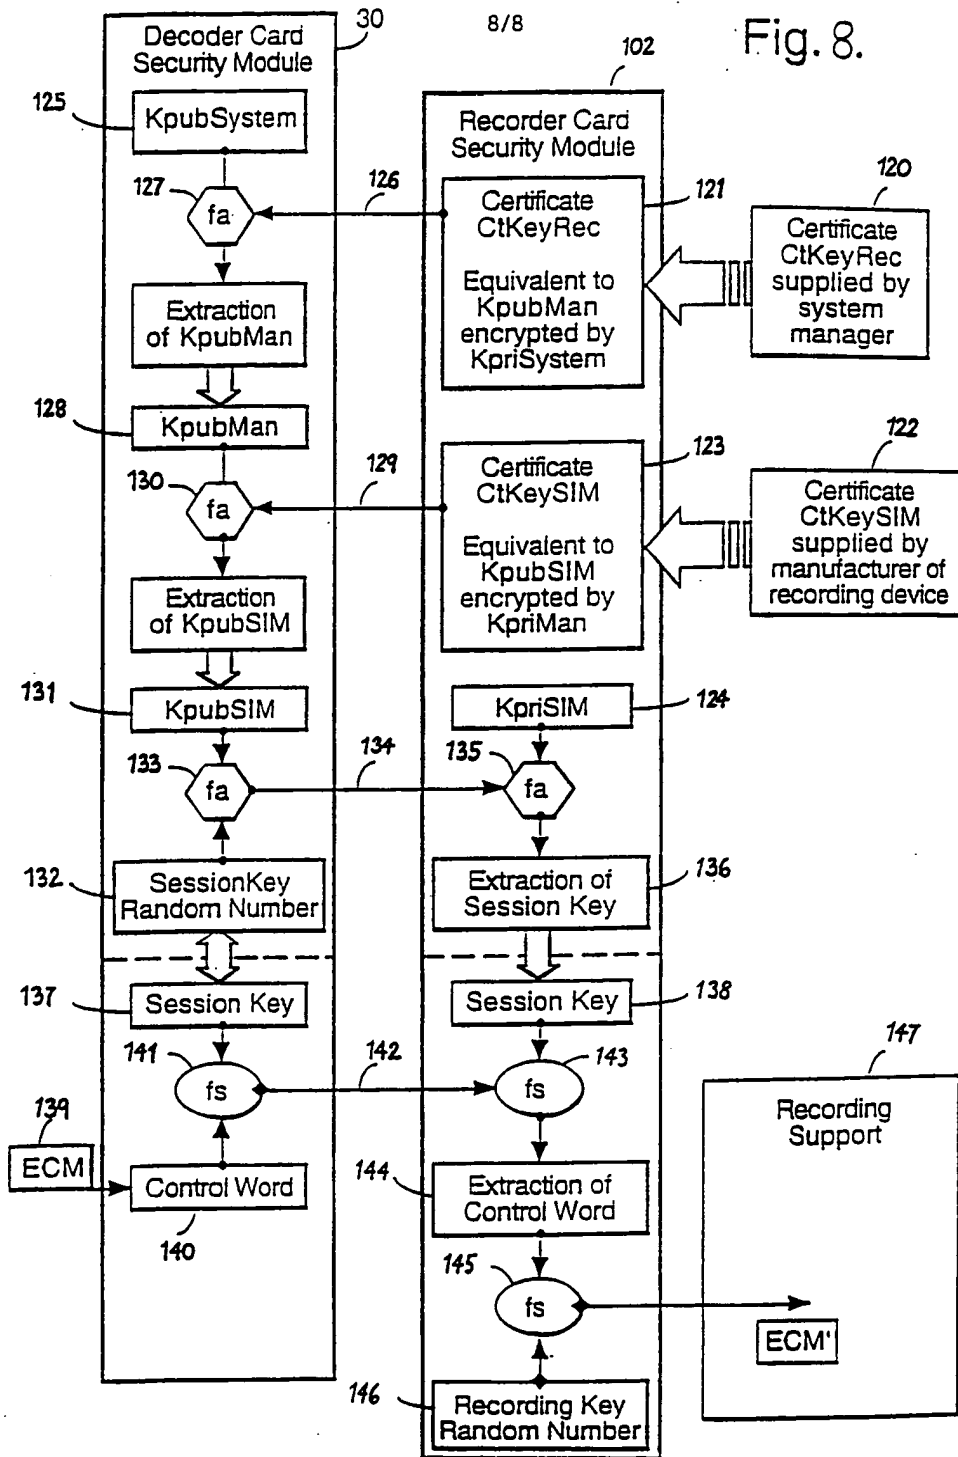 8/8
Fig. 8.
30
Decoder Card
Security Module
102
125
KpubSystem
Recorder Card
Security Module
127
fa
126
121
Certificate
CtKeyRec
Equivalent to
KpubMan
encrypted by
KpriSystem
120
Certificate
CtKeyRec
supplied by
system
manager
Extraction
of KpubMan
128
KpubMan
130
fa
129
123
Certificate
CtKeySIM
Equivalent to
KpubSIM
encrypted by
KpriMan
122
Certificate
CtKeySIM
supplied by
manufacturer of
recording device
Extraction
of KpubSIM
131
KpubSIM
KpriSIM
124
133
fa
134
135
fa
132
SessionKey
Random Number
Extraction of
Session Key
136
137
Session Key
Session Key
138
141
fs
142
fs
143
147
Recording
Support
139
ECM
Control Word
140
144
Extraction of
Control Word
145
fs
ECM'
146
Recording Key
Random Number